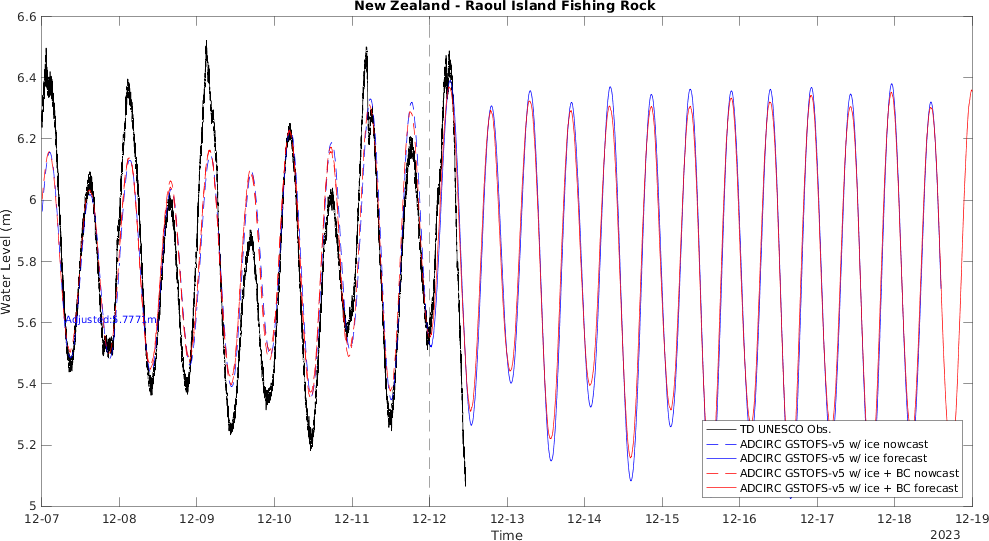 New Zealand - Raoul Island Fishing Rock
6.6
6.4
6.2
6
5.8
5.6
5.4
5.2
5
Water Level (m)
Adjusted:5.7771m
TD UNESCO Obs.
ADCIRC GSTOFS-v5 w/ ice nowcast
ADCIRC GSTOFS-v5 w/ ice forecast
ADCIRC GSTOFS-v5 w/ ice + BC nowcast
ADCIRC GSTOFS-v5 w/ ice + BC forecast
12-07 12-08 12-09 12-10 12-11 12-12 12-13 12-14 12-15 12-16 12-17 12-18 12-19
Time
2023